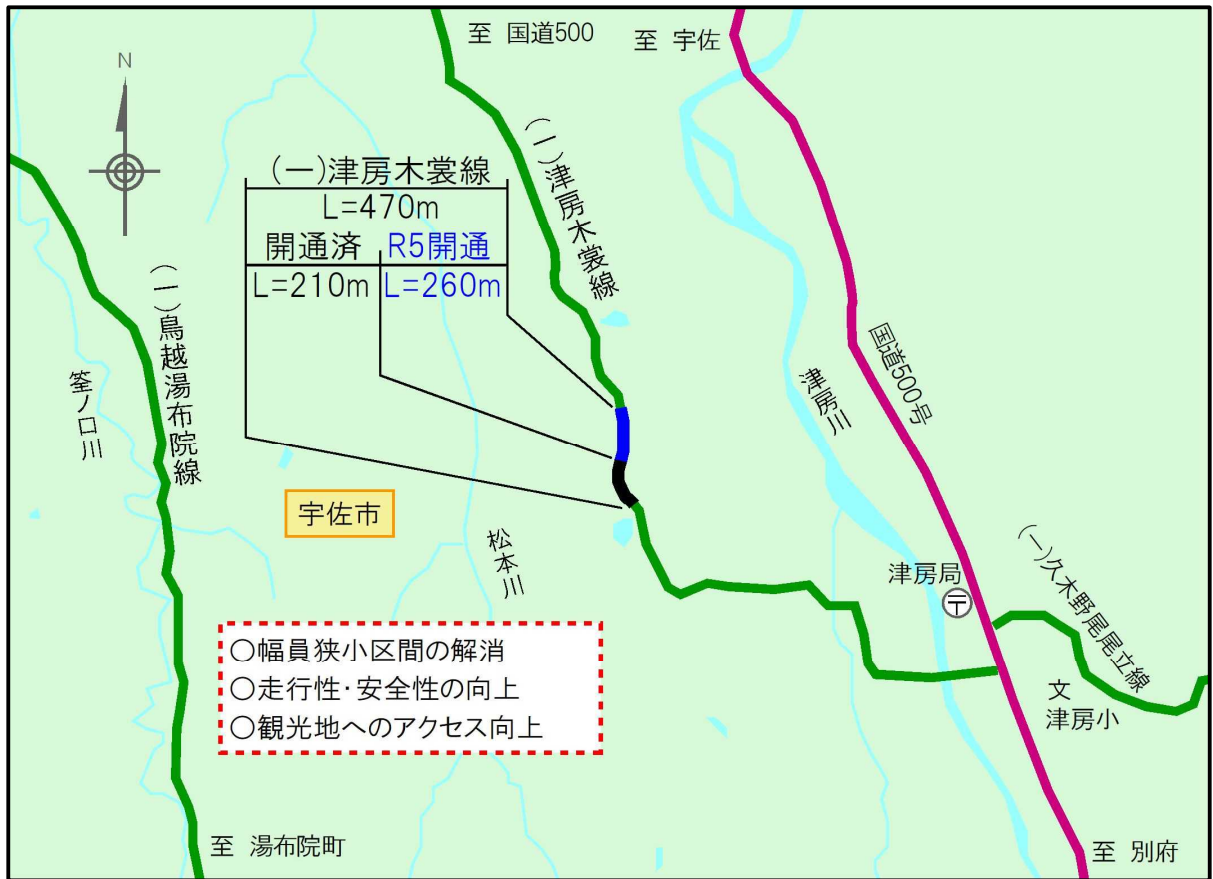 至 国道500
至 宇佐
N
(一)津房木裳線
L=470m
開通済
R5開通
L=210m
L=260m
(一)津房木裳線
(一)鳥越湯布院線
筌ノ口川
国道500号
津房川
宇佐市
松本川
津房局
〒
(一)久木野尾尾立線
文
津房小
○幅員狭小区間の解消
○走行性・安全性の向上
○観光地へのアクセス向上
至 湯布院町
至 別府